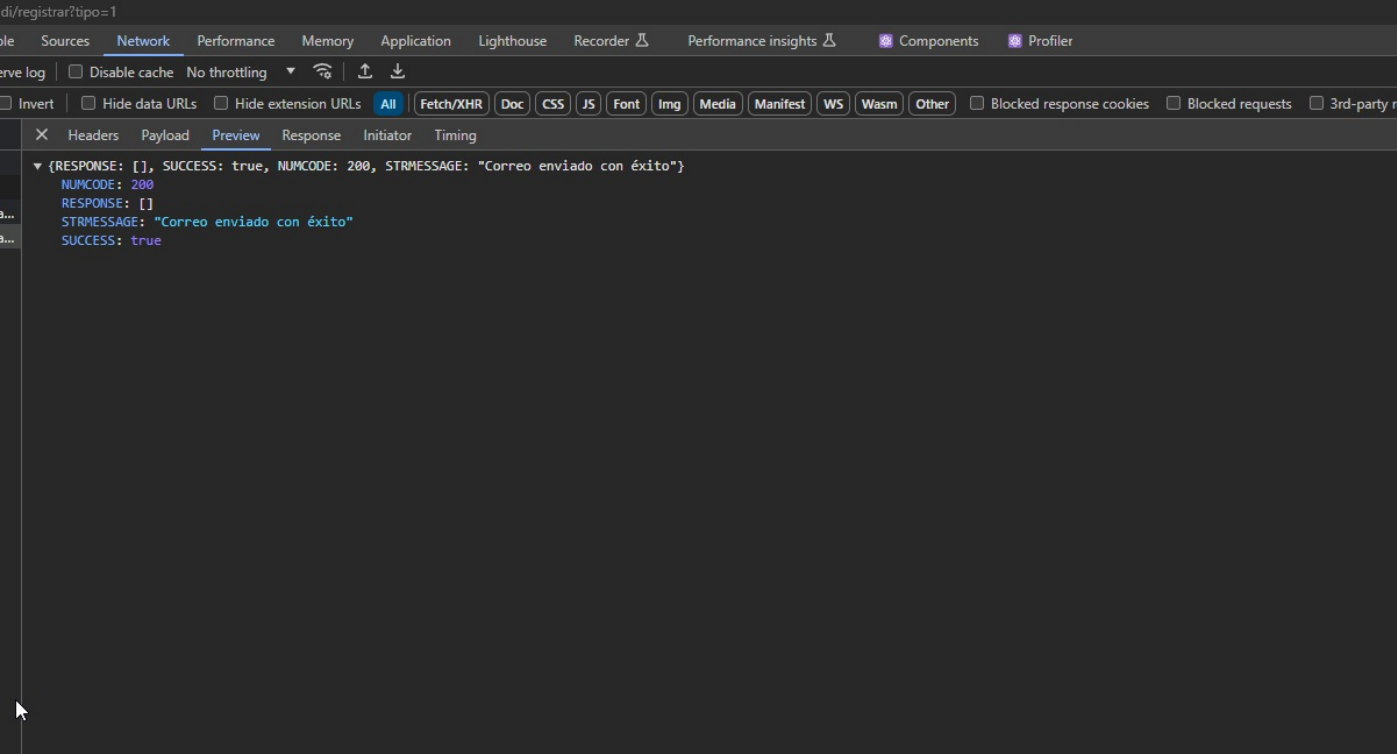 di/registrar?tipo=1
Sources Network Performance Memory Application Lighthouse Recorder Performance insights Components Profiler
log Disable cache No throttling
Invert Hide data URLs Hide extension URLs All Fetch/XHR Doc CSS JS Font Img Media Manifest WS Wasm Other Blocked response cookies Blocked requests 3rd-party
Headers Payload Preview Response Initiator Timing
{RESPONSE: [], SUCCESS: true, NUMCODE: 200, STRMESSAGE: "Correo enviado con éxito"}
NUMCODE: 200
RESPONSE: []
STRMESSAGE: "Correo enviado con éxito"
SUCCESS: true
a...
a...